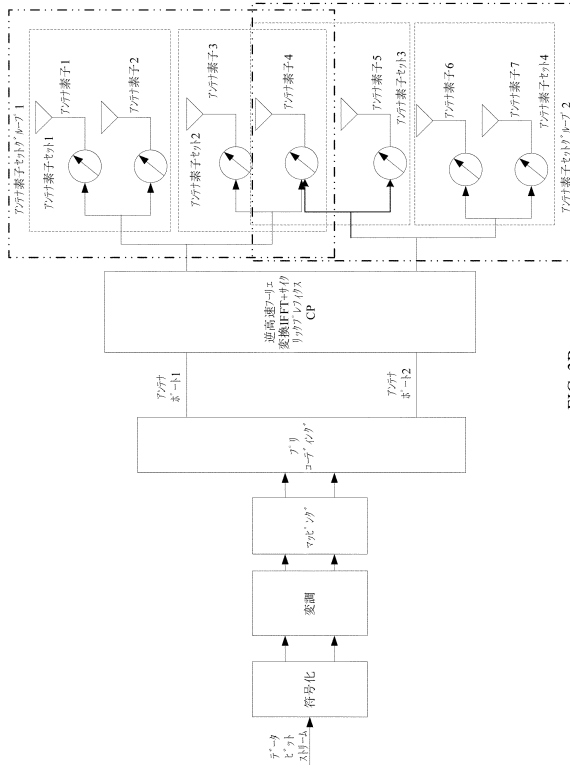 アンテナ素子セットグループ 1
アンテナ素子セット1
アンテナ素子1
アンテナ素子2
アンテナ素子セット2
アンテナ素子3
アンテナ素子4
アンテナ素子5
アンテナ素子セット3
アンテナ素子6
アンテナ素子7
アンテナ素子セット4
アンテナ素子セットグループ 2
逆高速フーリエ
変換IFFT+サイク
リックプレフィクス
CP
アンテナ
ポート1
アンテナ
ポート2
プリ
コーディング
マッピング
変調
符号化
データ
ビット
ストリーム